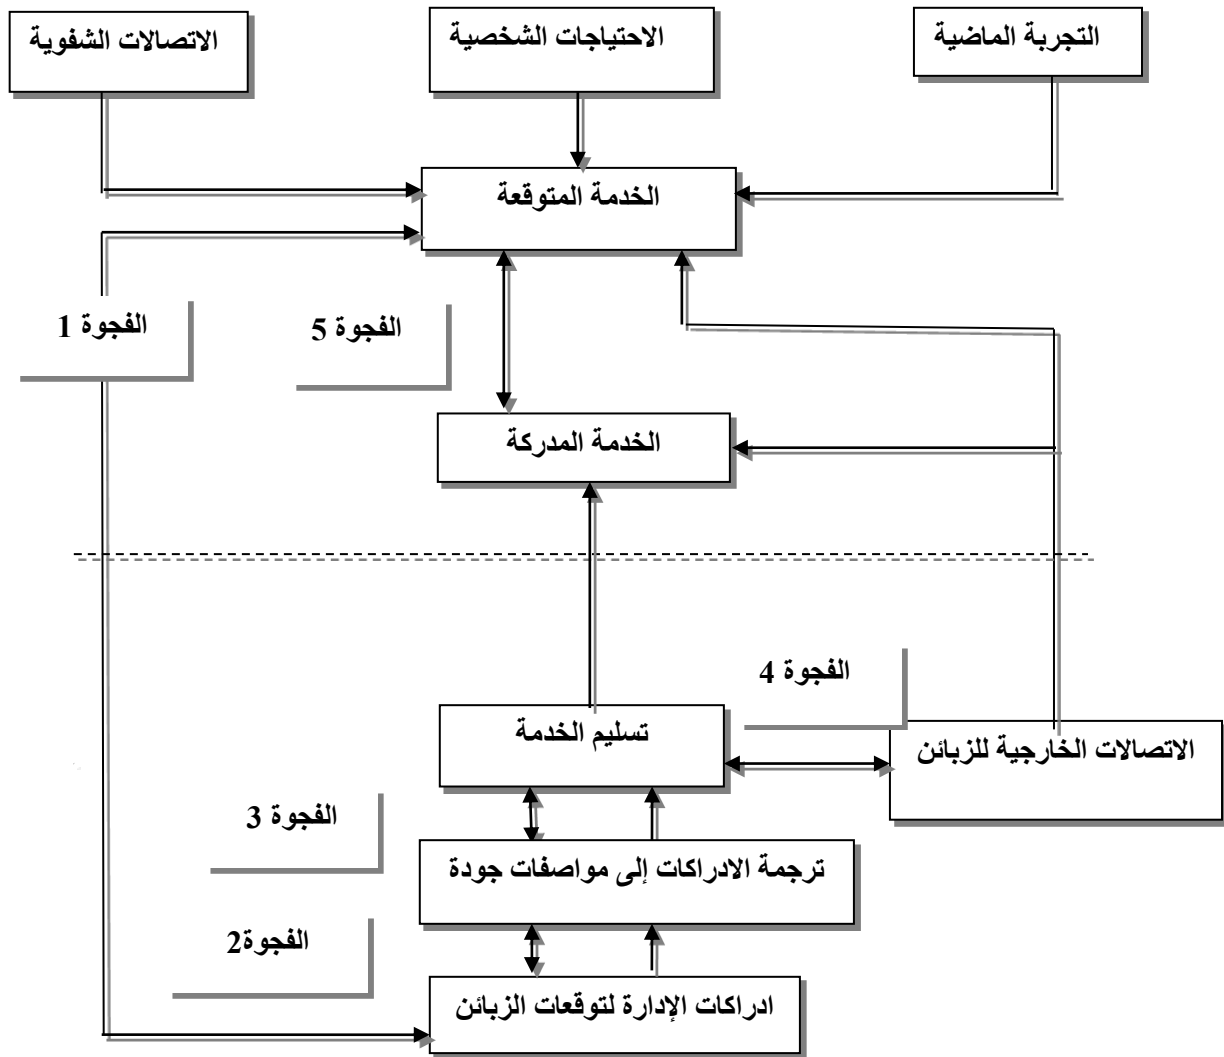 التجربة الماضية
الاحتياجات الشخصية
الاتصالات الشفوية
الخدمة المتوقعة
الفجوة 5
الفجوة 1
الخدمة المدركة
الفجوة 4
الاتصالات الخارجية للزبائن
تسليم الخدمة
الفجوة 3
ترجمة الادراكات إلى مواصفات جودة
الفجوة2
ادراكات الإدارة لتوقعات الزبائن